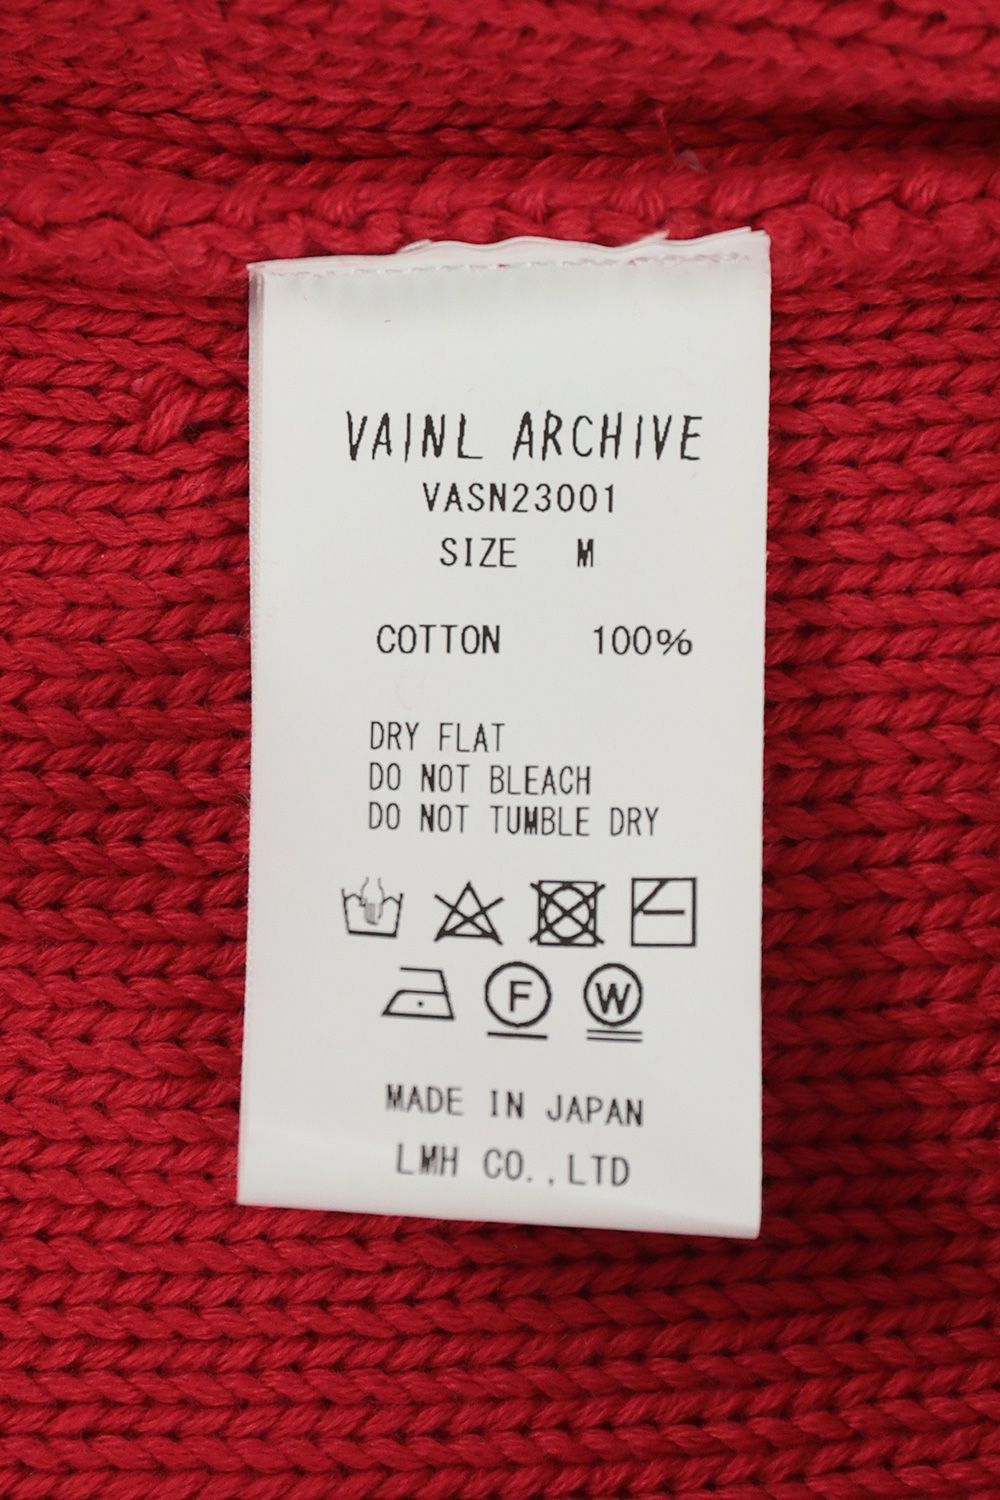 VAINL ARCHIVE
VASN23001
SIZE M
COTTON 100%
DRY FLAT
DO NOT BLEACH
DO NOT TUMBLE DRY
F W
MADE IN JAPAN
LMH CO.,LTD